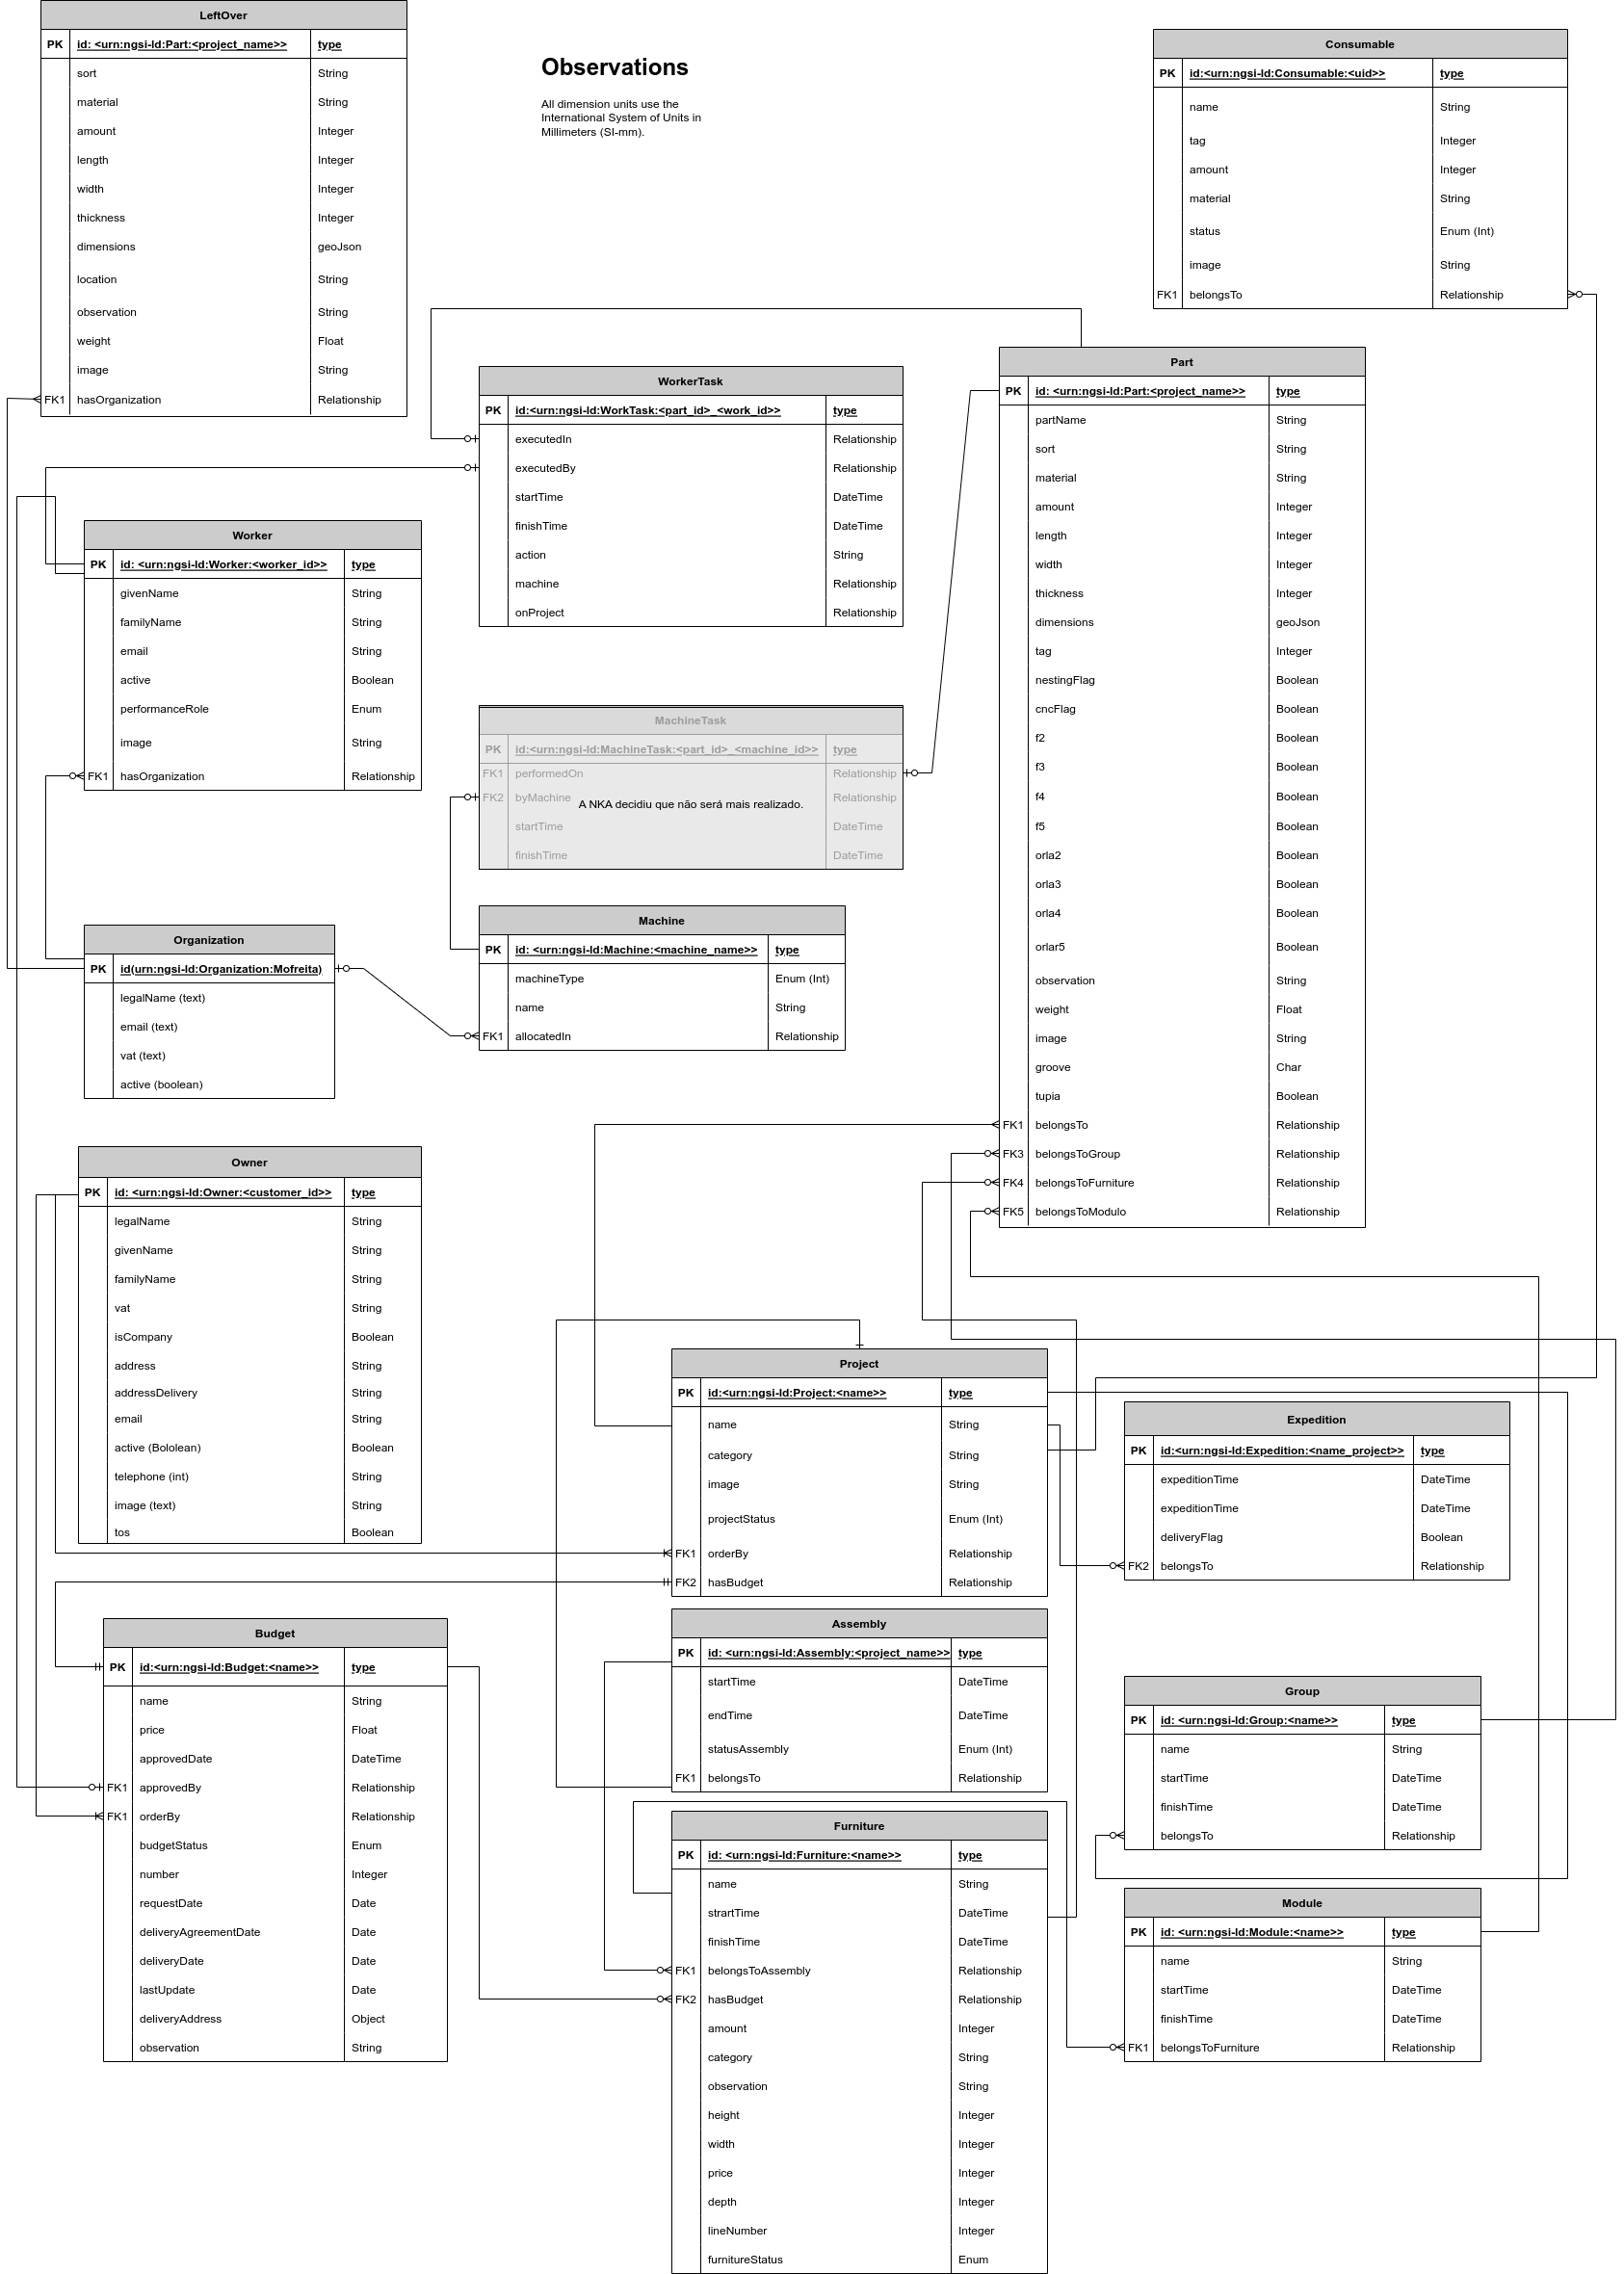 LeftOver
PK id: <urn:ngsi-ld:Part:<project_name>> type
sort String
material String
amount Integer
length Integer
width Integer
thickness Integer
dimensions geoJson
location String
observation String
weight Float
image String
FK1 hasOrganization Relationship
Observations
All dimension units use the
International System of Units in
Millimeters (SI-mm).
Consumable
PK id:<urn:ngsi-ld:Consumable:<uid>> type
name String
tag Integer
amount Integer
material String
status Enum (Int)
image String
FK1 belongsTo Relationship
WorkerTask
PK id:<urn:ngsi-ld:WorkTask:<part_id>_<work_id>> type
executedIn Relationship
executedBy Relationship
startTime DateTime
finishTime DateTime
action String
machine Relationship
onProject Relationship
Part
PK id: <urn:ngsi-ld:Part:<project_name>> type
partName String
sort String
material String
amount Integer
length Integer
width Integer
thickness Integer
dimensions geoJson
tag Integer
nestingFlag Boolean
cncFlag Boolean
f2 Boolean
f3 Boolean
f4 Boolean
f5 Boolean
orla2 Boolean
orla3 Boolean
orla4 Boolean
orlar5 Boolean
observation String
weight Float
image String
groove Char
tupia Boolean
FK1 belongsTo Relationship
FK3 belongsToGroup Relationship
FK4 belongsToFurniture Relationship
FK5 belongsToModulo Relationship
Worker
PK id: <urn:ngsi-ld:Worker:<worker_id>> type
givenName String
familyName String
email String
active Boolean
performanceRole Enum
image String
FK1 hasOrganization Relationship
MachineTask
PK id:<urn:ngsi-ld:MachineTask:<part_id>_<machine_id>> type
FK1 performedOn Relationship
FK2 byMachine Relationship
A NKA decidiu que não será mais realizado.
startTime DateTime
finishTime DateTime
Machine
PK id: <urn:ngsi-ld:Machine:<machine_name>> type
machineType Enum (Int)
name String
FK1 allocatedIn Relationship
Organization
PK id(urn:ngsi-ld:Organization:Mofreita)
legalName (text)
email (text)
vat (text)
active (boolean)
Owner
PK id: <urn:ngsi-ld:Owner:<customer_id>> type
legalName String
givenName String
familyName String
vat String
isCompany Boolean
address String
addressDelivery String
email String
active (Bololean) Boolean
telephone (int) String
image (text) String
tos Boolean
Project
PK id:<urn:ngsi-ld:Project:<name>> type
name String
category String
image String
projectStatus Enum (Int)
FK1 orderBy Relationship
FK2 hasBudget Relationship
Expedition
PK id:<urn:ngsi-ld:Expedition:<name_project>> type
expeditionTime DateTime
expeditionTime DateTime
deliveryFlag Boolean
FK2 belongsTo Relationship
Budget
PK id:<urn:ngsi-ld:Budget:<name>> type
name String
price Float
approvedDate DateTime
FK1 approvedBy Relationship
FK1 orderBy Relationship
budgetStatus Enum
number Integer
requestDate Date
deliveryAgreementDate Date
deliveryDate Date
lastUpdate Date
deliveryAddress Object
observation String
Assembly
PK id: <urn:ngsi-ld:Assembly:<project_name>> type
startTime DateTime
endTime DateTime
statusAssembly Enum (Int)
FK1 belongsTo Relationship
Furniture
PK id: <urn:ngsi-ld:Furniture:<name>> type
name String
strartTime DateTime
finishTime DateTime
FK1 belongsToAssembly Relationship
FK2 hasBudget Relationship
amount Integer
category String
observation String
height Integer
width Integer
price Integer
depth Integer
lineNumber Integer
furnitureStatus Enum
Group
PK id: <urn:ngsi-ld:Group:<name>> type
name String
startTime DateTime
finishTime DateTime
belongsTo Relationship
Module
PK id: <urn:ngsi-ld:Module:<name>> type
name String
startTime DateTime
finishTime DateTime
FK1 belongsToFurniture Relationship